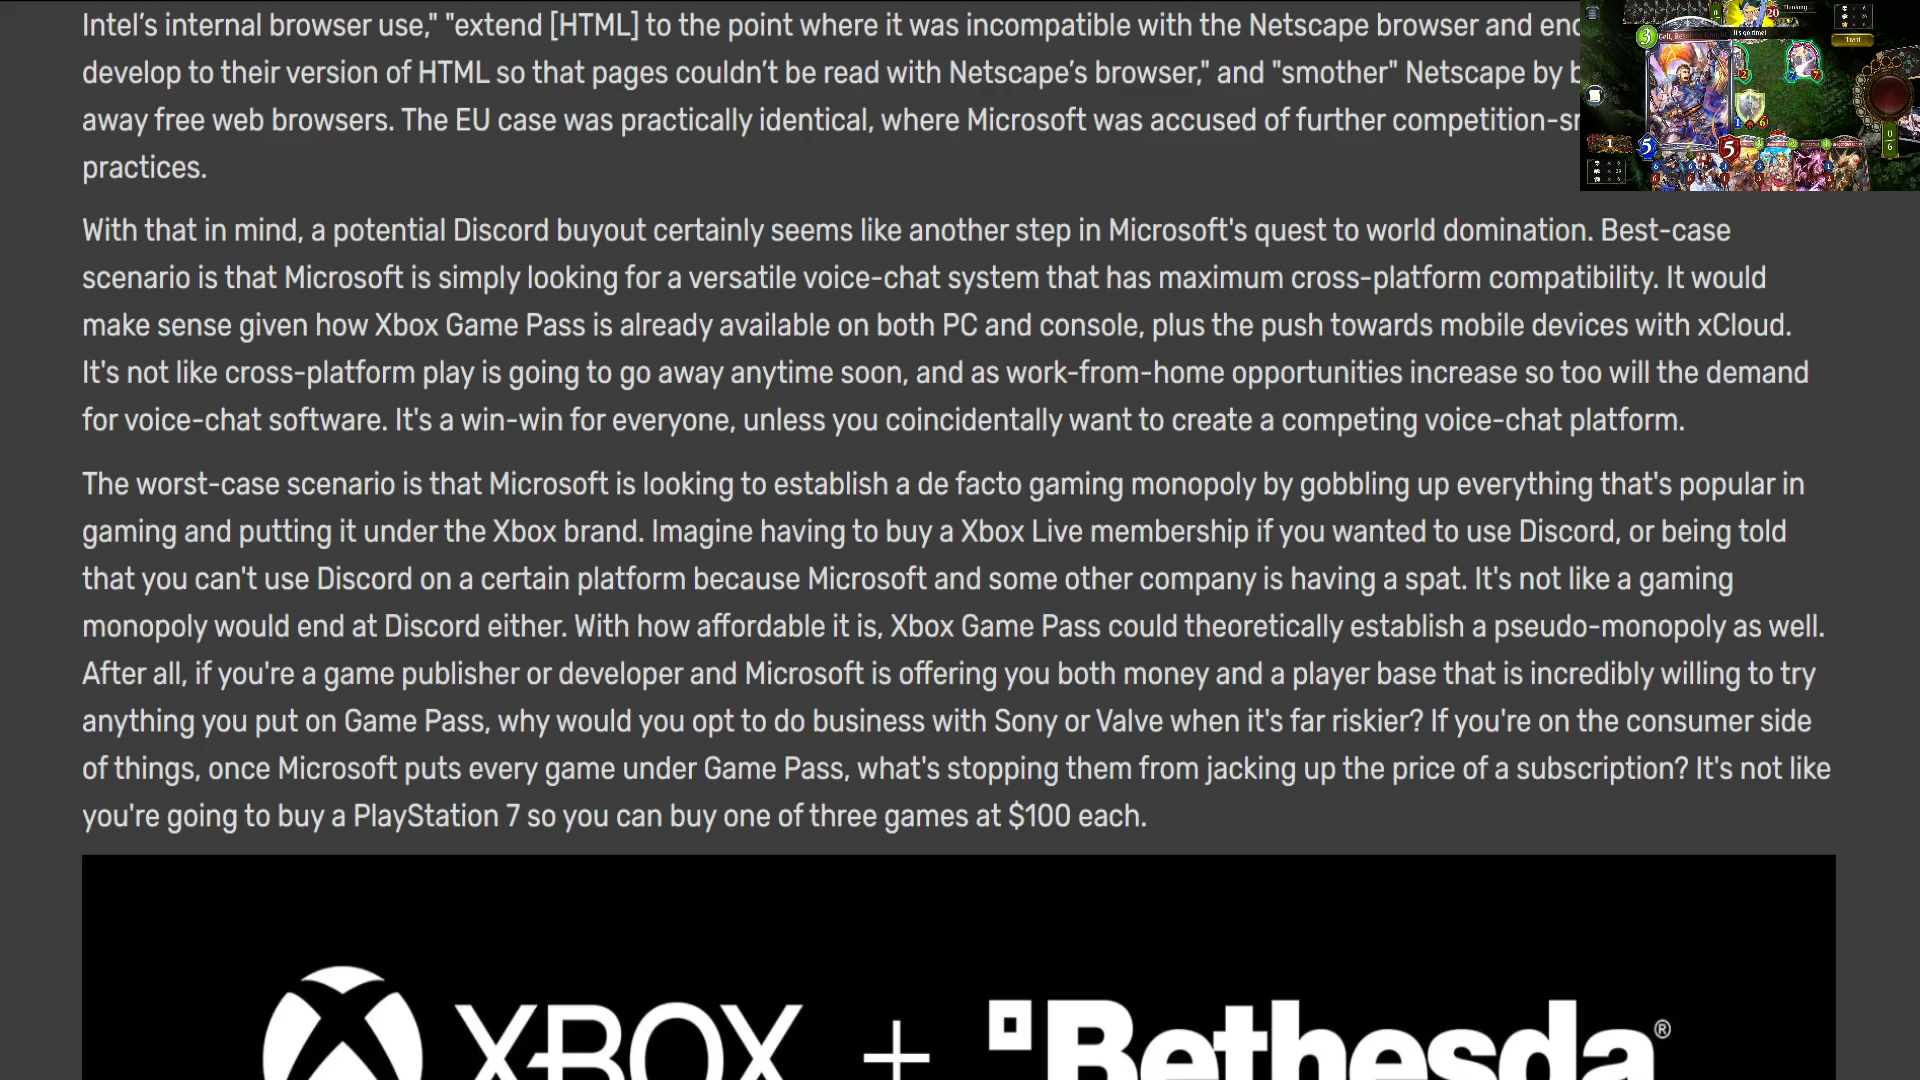 Intel’s internal browser use," "extend [HTML] to the point where it was incompatible with the Netscape browser and
develop to their version of HTML so that pages couldn’t be read with Netscape’s browser," and "smother" Netscape by
away free web browsers. The EU case was practically identical, where Microsoft was accused of further
practices.
With that in mind, a potential Discord buyout certainly seems like another step in Microsoft's quest to world domination. Best-case
scenario is that Microsoft is simply looking for a versatile voice-chat system that has maximum cross-platform compatibility. It would
make sense given how Xbox Game Pass is already available on both PC and console, plus the push towards mobile devices with xCloud.
It's not like cross-platform play is going to go away anytime soon, and as work-from-home opportunities increase so too will the demand
for voice-chat software. It's a win-win for everyone, unless you coincidentally want to create a competing voice-chat platform.
The worst-case scenario is that Microsoft is looking to establish a de facto gaming monopoly by gobbling up everything that's popular in
gaming and putting it under the Xbox brand. Imagine having to buy a Xbox Live membership if you wanted to use Discord, or being told
that you can't use Discord on a certain platform because Microsoft and some other company is having a spat. It's not like a gaming
monopoly would end at Discord either. With how affordable it is, Xbox Game Pass could theoretically establish a pseudo-monopoly as well.
After all, if you're a game publisher or developer and Microsoft is offering you both money and a player base that is incredibly willing to try
anything you put on Game Pass, why would you opt to do business with Sony or Valve when it's far riskier? If you're on the consumer side
of things, once Microsoft puts every game under Game Pass, what's stopping them from jacking up the price of a subscription? It's not like
you're going to buy a PlayStation 7 so you can buy one of three games at $100 each.
XBOX + Bethesda®
20
Thinking
It's go time!
3
2
7
1
6
5
5
0
6